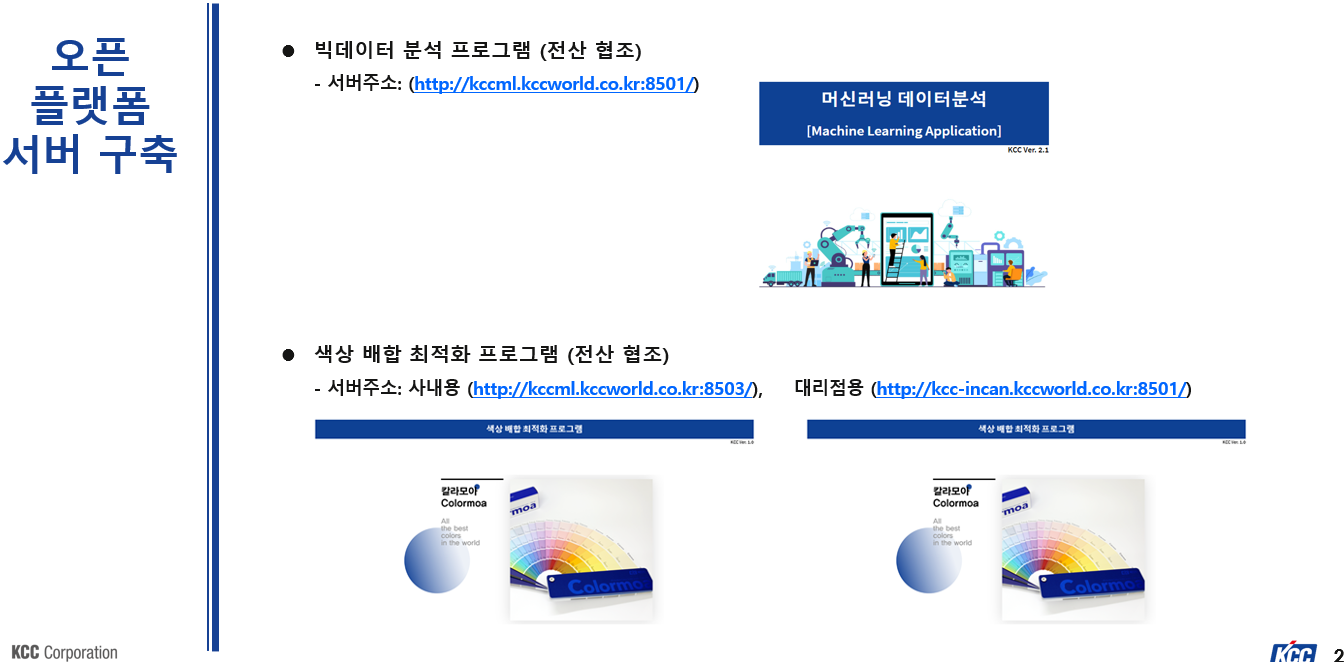 오픈
플랫폼
서버 구축
● 빅데이터 분석 프로그램 (전산 협조)
- 서버주소: (http://kccml.kccworld.co.kr:8501/)
머신러닝 데이터분석
[Machine Learning Application]
KCC Ver. 2.1
● 색상 배합 최적화 프로그램 (전산 협조)
- 서버주소: 사내용 (http://kccml.kccworld.co.kr:8503/), 대리점용 (http://kcc-incan.kccworld.co.kr:8501/)
색상 배합 최적화 프로그램
KCC Ver. 1.0
칼라모아
Colormoa
All
the best
colors
in the world
moa
Colormo
색상 배합 최적화 프로그램
KCC Ver. 1.0
칼라모아
Colormoa
All
the best
colors
in the world
moa
Colormo
KCC Corporation
KCC
2